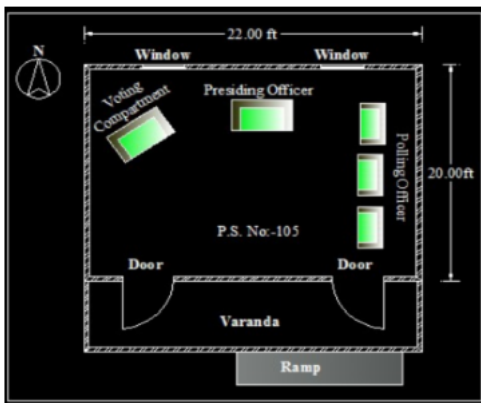 22.00 ft
Window
Window
N
Voting
Compartment
Presiding Officer
Polling Officer
20.00ft
P.S. No:-105
Door
Door
Varanda
Ramp